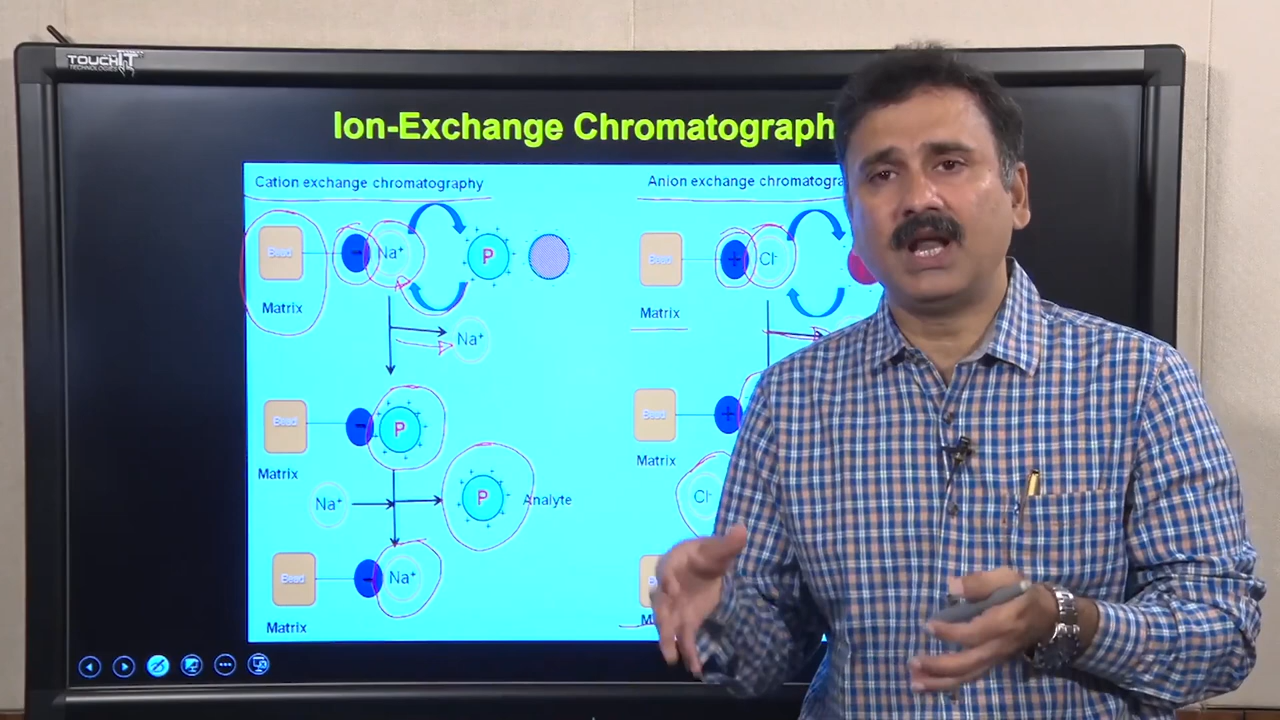 TOUCHIT
TECHNOLOGIES
Ion-Exchange Chromatograph
Cation exchange chromatography
Anion exchange chromatogra
Bead
-
Na⁺
P
Bead
+
Cl⁻
Matrix
Matrix
Na⁺
Bead
-
P
Bead
+
Matrix
Matrix
Na⁺
P
Analyte
Cl⁻
Bead
-
Na⁺
Matrix